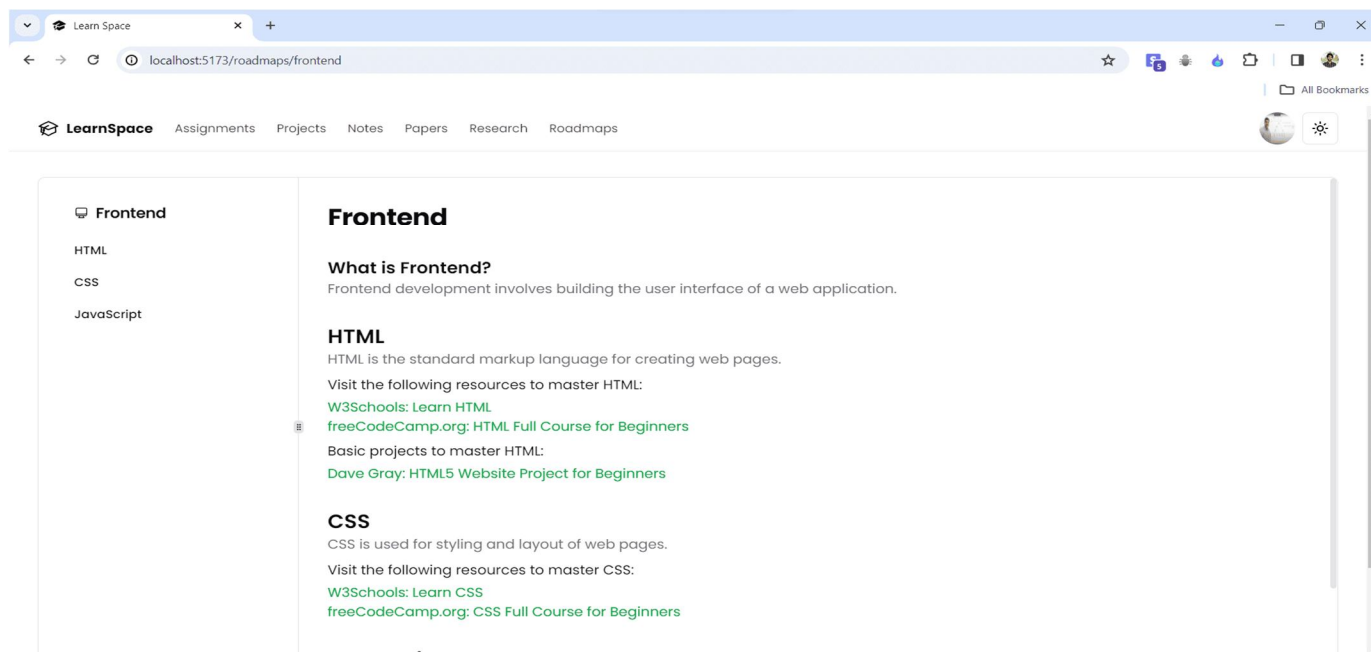 Learn Space
localhost:5173/roadmaps/frontend
5
All Bookmarks
LearnSpace Assignments Projects Notes Papers Research Roadmaps
Frontend
HTML
CSS
JavaScript
Frontend
What is Frontend?
Frontend development involves building the user interface of a web application.
HTML
HTML is the standard markup language for creating web pages.
Visit the following resources to master HTML:
W3Schools: Learn HTML
freeCodeCamp.org: HTML Full Course for Beginners
Basic projects to master HTML:
Dave Gray: HTML5 Website Project for Beginners
CSS
CSS is used for styling and layout of web pages.
Visit the following resources to master CSS:
W3Schools: Learn CSS
freeCodeCamp.org: CSS Full Course for Beginners